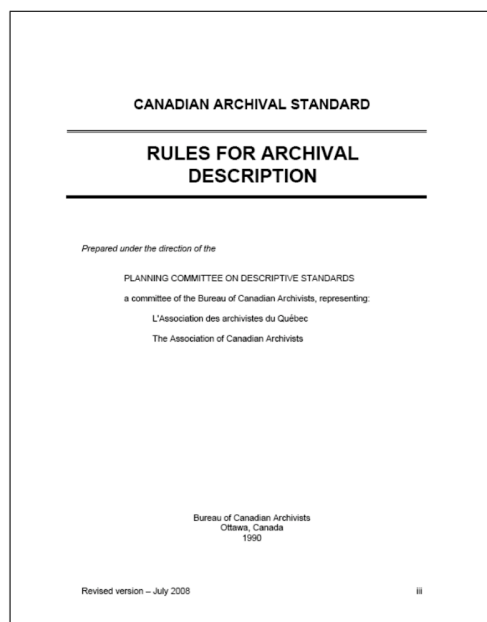 CANADIAN ARCHIVAL STANDARD
RULES FOR ARCHIVAL
DESCRIPTION
Prepared under the direction of the
PLANNING COMMITTEE ON DESCRIPTIVE STANDARDS
a committee of the Bureau of Canadian Archivists, representing:
L'Association des archivistes du Québec
The Association of Canadian Archivists
Bureau of Canadian Archivists
Ottawa, Canada
1990
Revised version – July 2008 iii